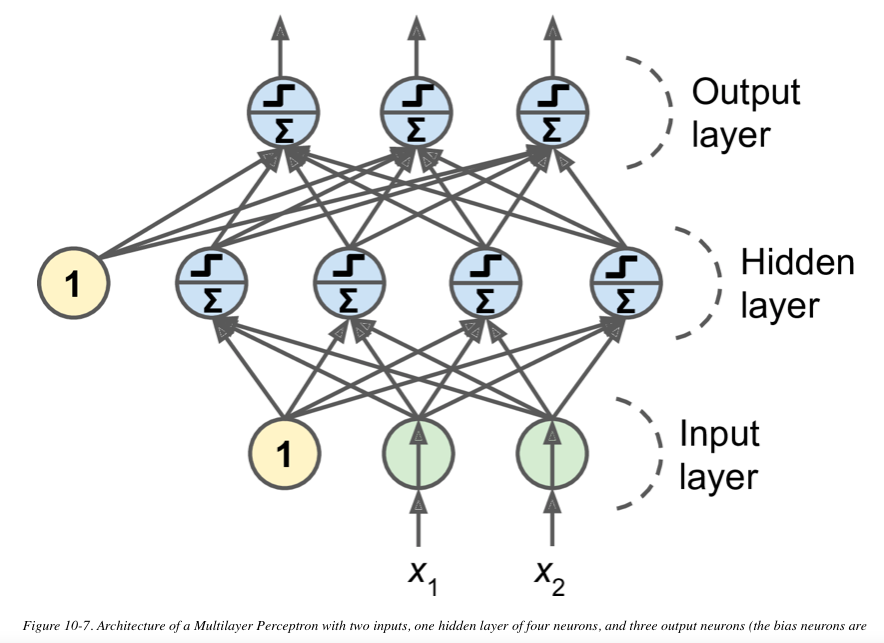 Σ Σ Σ
Output
layer
1 Σ Σ Σ Σ
Hidden
layer
1
Input
layer
x1 x2
Figure 10-7. Architecture of a Multilayer Perceptron with two inputs, one hidden layer of four neurons, and three output neurons (the bias neurons are